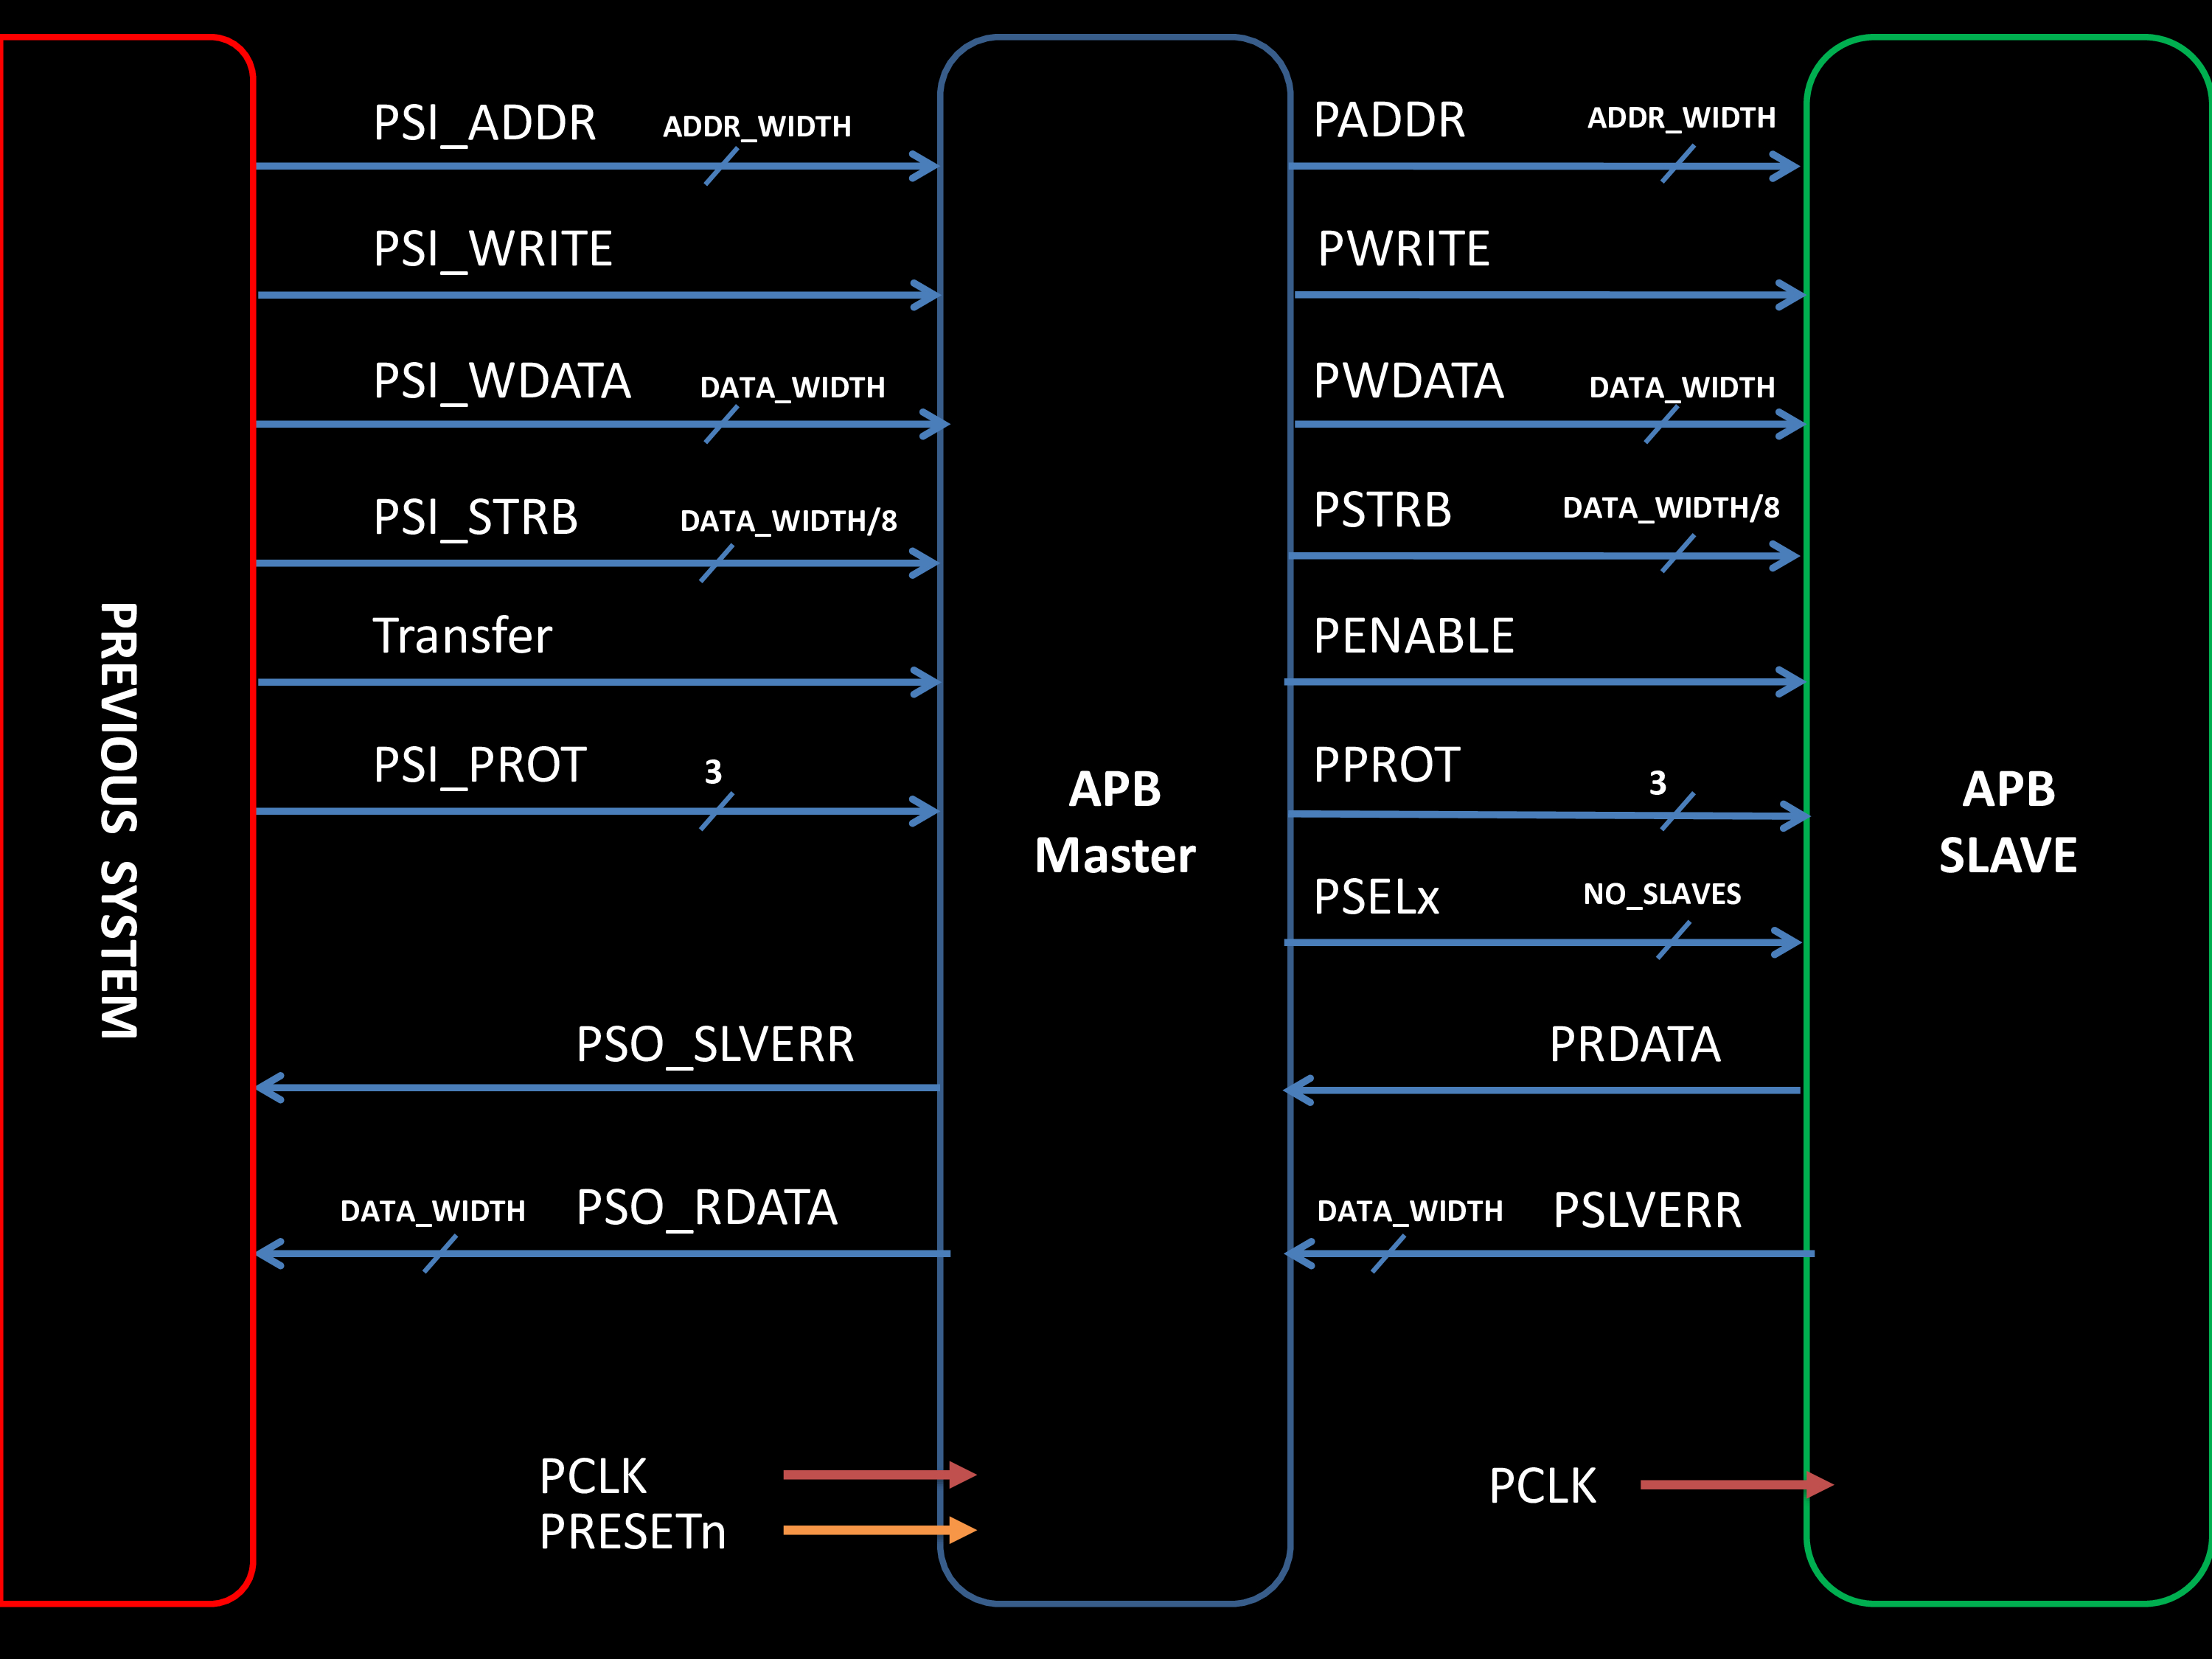 PSI_ADDR ADDR_WIDTH
PADDR ADDR_WIDTH
PSI_WRITE
PWRITE
PSI_WDATA DATA_WIDTH
PWDATA DATA_WIDTH
PSI_STRB DATA_WIDTH/8
PSTRB DATA_WIDTH/8
Transfer
PENABLE
PSI_PROT 3
PPROT 3
PREVIOUS SYSTEM
APB
Master
APB
SLAVE
PSELx NO_SLAVES
PSO_SLVERR
PRDATA
DATA_WIDTH PSO_RDATA
DATA_WIDTH PSLVERR
PCLK
PRESETn
PCLK